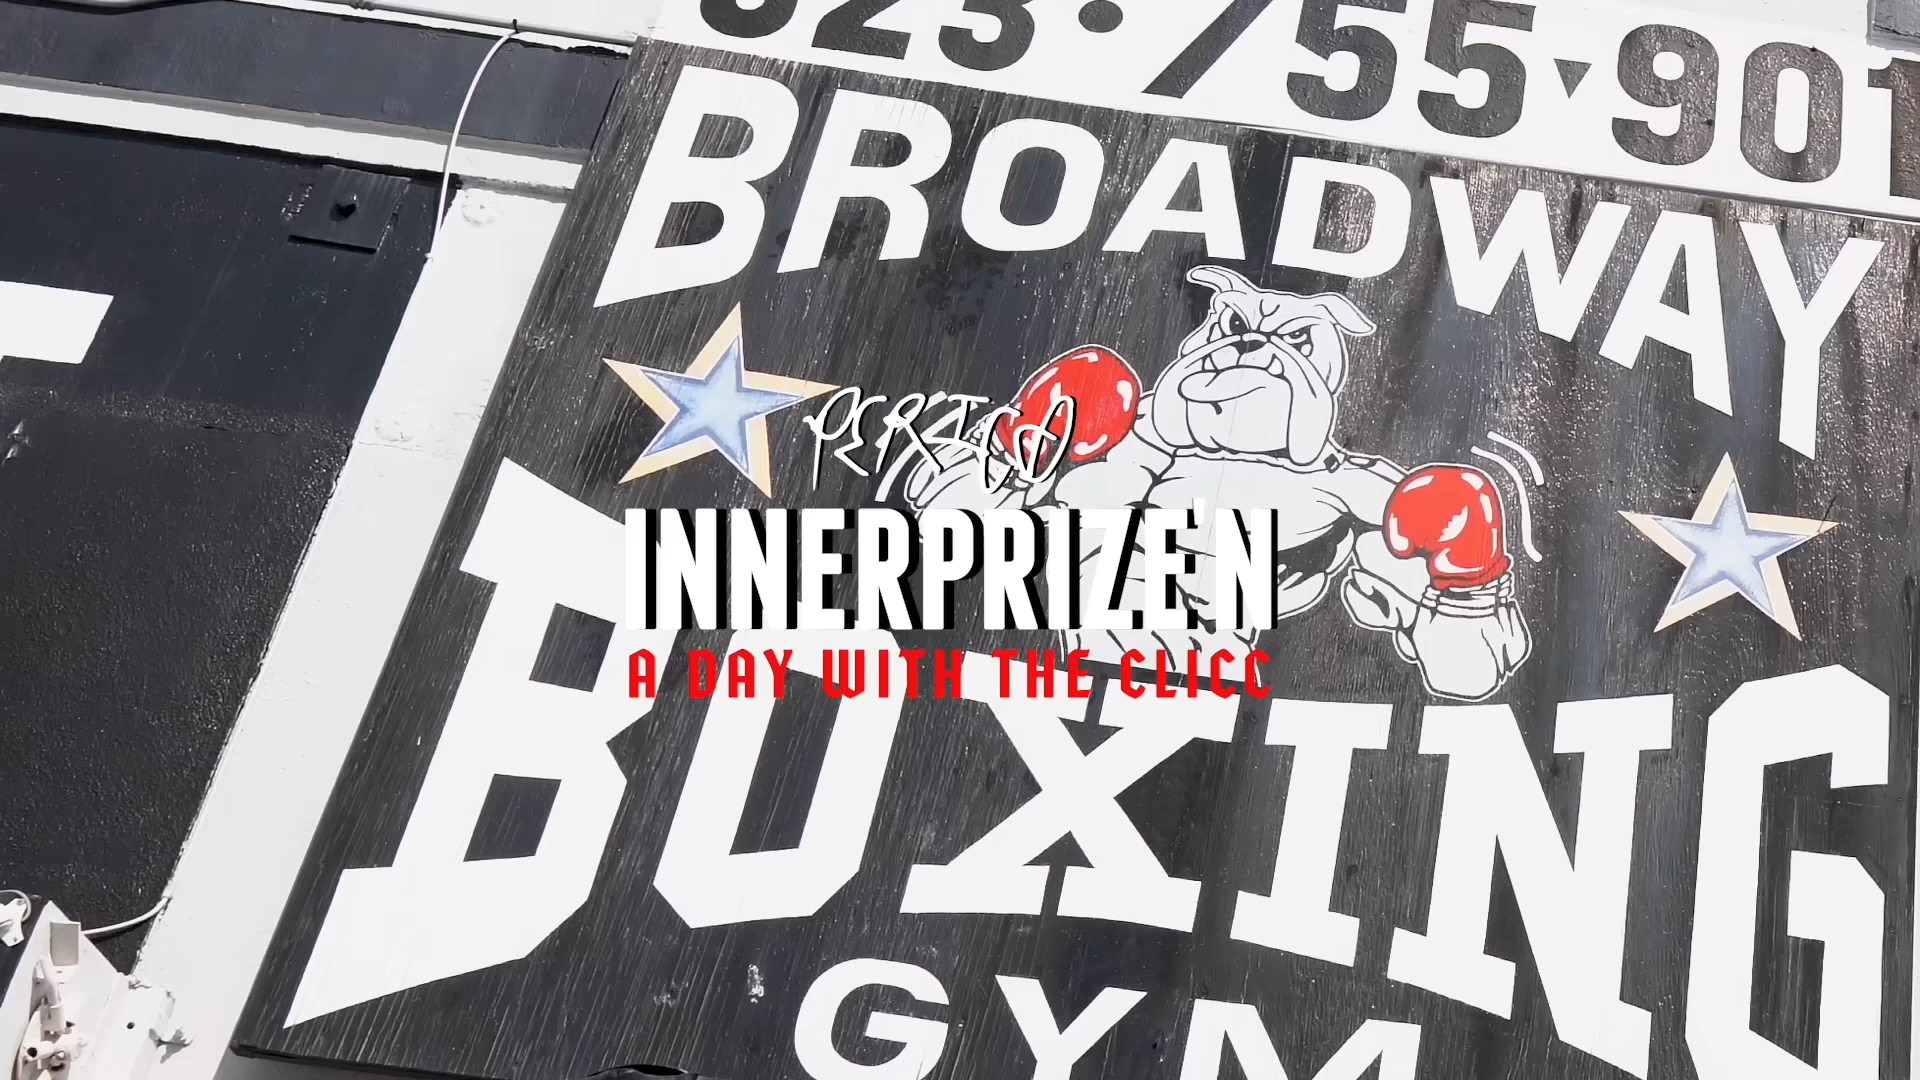 323•755▾901
BROADWAY
PERICO
INNERPRIZE'N
A DAY WITH THE CLICC
BOXING
GYM